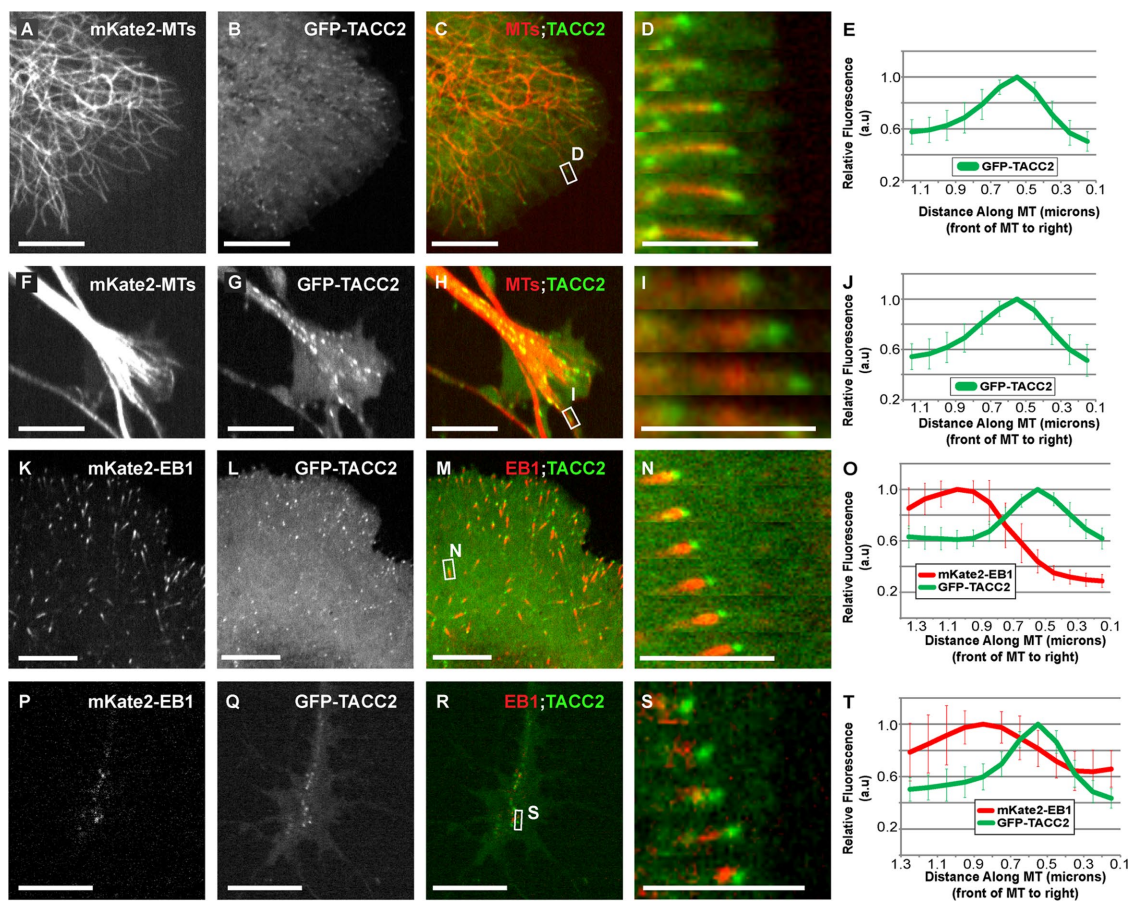 A mKate2-MTs
B GFP-TACC2
C MTs;TACC2
D
D
E
Relative Fluorescence
(a.u)
1.0
0.6
0.2
GFP-TACC2
1.1 0.9 0.7 0.5 0.3 0.1
Distance Along MT (microns)
(front of MT to right)
F mKate2-MTs
G GFP-TACC2
H MTs;TACC2
I
I
J
Relative Fluorescence
(a.u)
1.0
0.6
0.2
GFP-TACC2
1.1 0.9 0.7 0.5 0.3 0.1
Distance Along MT (microns)
(front of MT to right)
K mKate2-EB1
L GFP-TACC2
M EB1;TACC2
N
N
O
Relative Fluorescence
(a.u)
1.0
0.6
0.2
mKate2-EB1
GFP-TACC2
1.3 1.1 0.9 0.7 0.5 0.3 0.1
Distance Along MT (microns)
(front of MT to right)
P mKate2-EB1
Q GFP-TACC2
R EB1;TACC2
S
S
T
Relative Fluorescence
(a.u)
1.0
0.6
0.2
mKate2-EB1
GFP-TACC2
1.3 1.1 0.9 0.7 0.5 0.3 0.1
Distance Along MT (microns)
(front of MT to right)